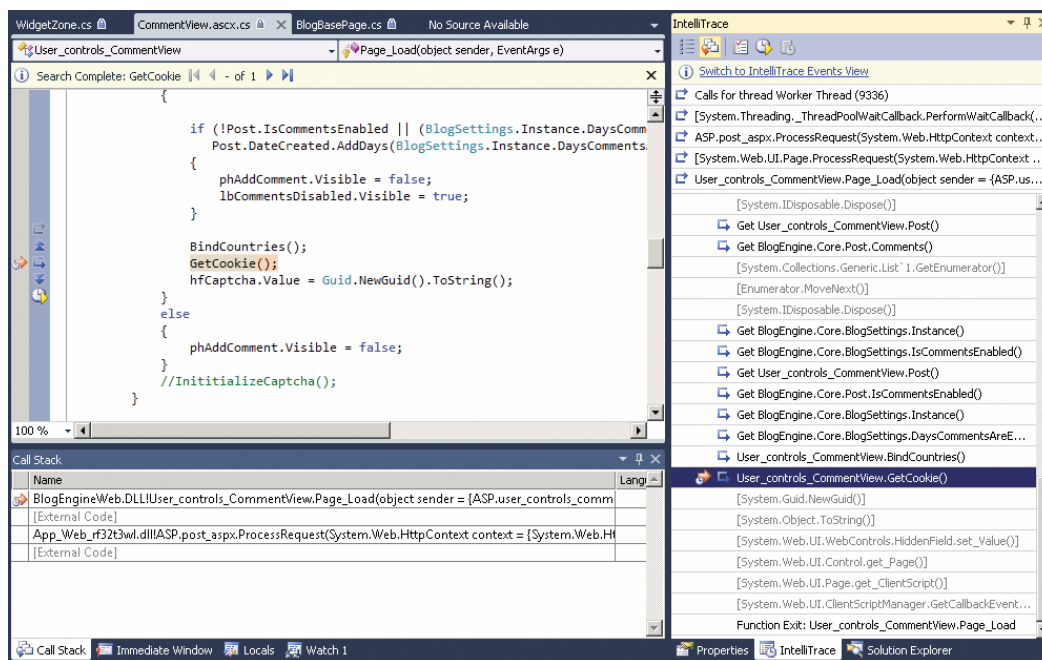 WidgetZone.cs CommentView.ascx.cs BlogBasePage.cs No Source Available
User_controls_CommentView Page_Load(object sender, EventArgs e)
Search Complete: GetCookie - of 1
{
if (!Post.IsCommentsEnabled || (BlogSettings.Instance.DaysComm
Post.DateCreated.AddDays(BlogSettings.Instance.DaysComments
{
phAddComment.Visible = false;
lbCommentsDisabled.Visible = true;
}
BindCountries();
GetCookie();
hfCaptcha.Value = Guid.NewGuid().ToString();
}
else
{
phAddComment.Visible = false;
}
//InititializeCaptcha();
}
100 %
Call Stack
Name Langu
BlogEngineWeb.DLL!User_controls_CommentView.Page_Load(object sender = {ASP.user_controls_comm
[External Code]
App_Web_rf32t3wl.dll!ASP.post_aspx.ProcessRequest(System.Web.HttpContext context = {System.Web.Ht
[External Code]
Call Stack Immediate Window Locals Watch 1
IntelliTrace
Switch to IntelliTrace Events View
Calls for thread Worker Thread (9336)
[System.Threading._ThreadPoolWaitCallback.PerformWaitCallback(...
ASP.post_aspx.ProcessRequest(System.Web.HttpContext context...
[System.Web.UI.Page.ProcessRequest(System.Web.HttpContext ...
User_controls_CommentView.Page_Load(object sender = {ASP.us...
[System.IDisposable.Dispose()]
Get User_controls_CommentView.Post()
Get BlogEngine.Core.Post.Comments()
[System.Collections.Generic.List`1.GetEnumerator()]
[Enumerator.MoveNext()]
[System.IDisposable.Dispose()]
Get BlogEngine.Core.BlogSettings.Instance()
Get BlogEngine.Core.BlogSettings.IsCommentsEnabled()
Get User_controls_CommentView.Post()
Get BlogEngine.Core.Post.IsCommentsEnabled()
Get BlogEngine.Core.BlogSettings.Instance()
Get BlogEngine.Core.BlogSettings.DaysCommentsAreE...
User_controls_CommentView.BindCountries()
User_controls_CommentView.GetCookie()
[System.Guid.NewGuid()]
[System.Object.ToString()]
[System.Web.UI.WebControls.HiddenField.set_Value()]
[System.Web.UI.Control.get_Page()]
[System.Web.UI.Page.get_ClientScript()]
[System.Web.UI.ClientScriptManager.GetCallbackEvent...
Function Exit: User_controls_CommentView.Page_Load
Properties IntelliTrace Solution Explorer